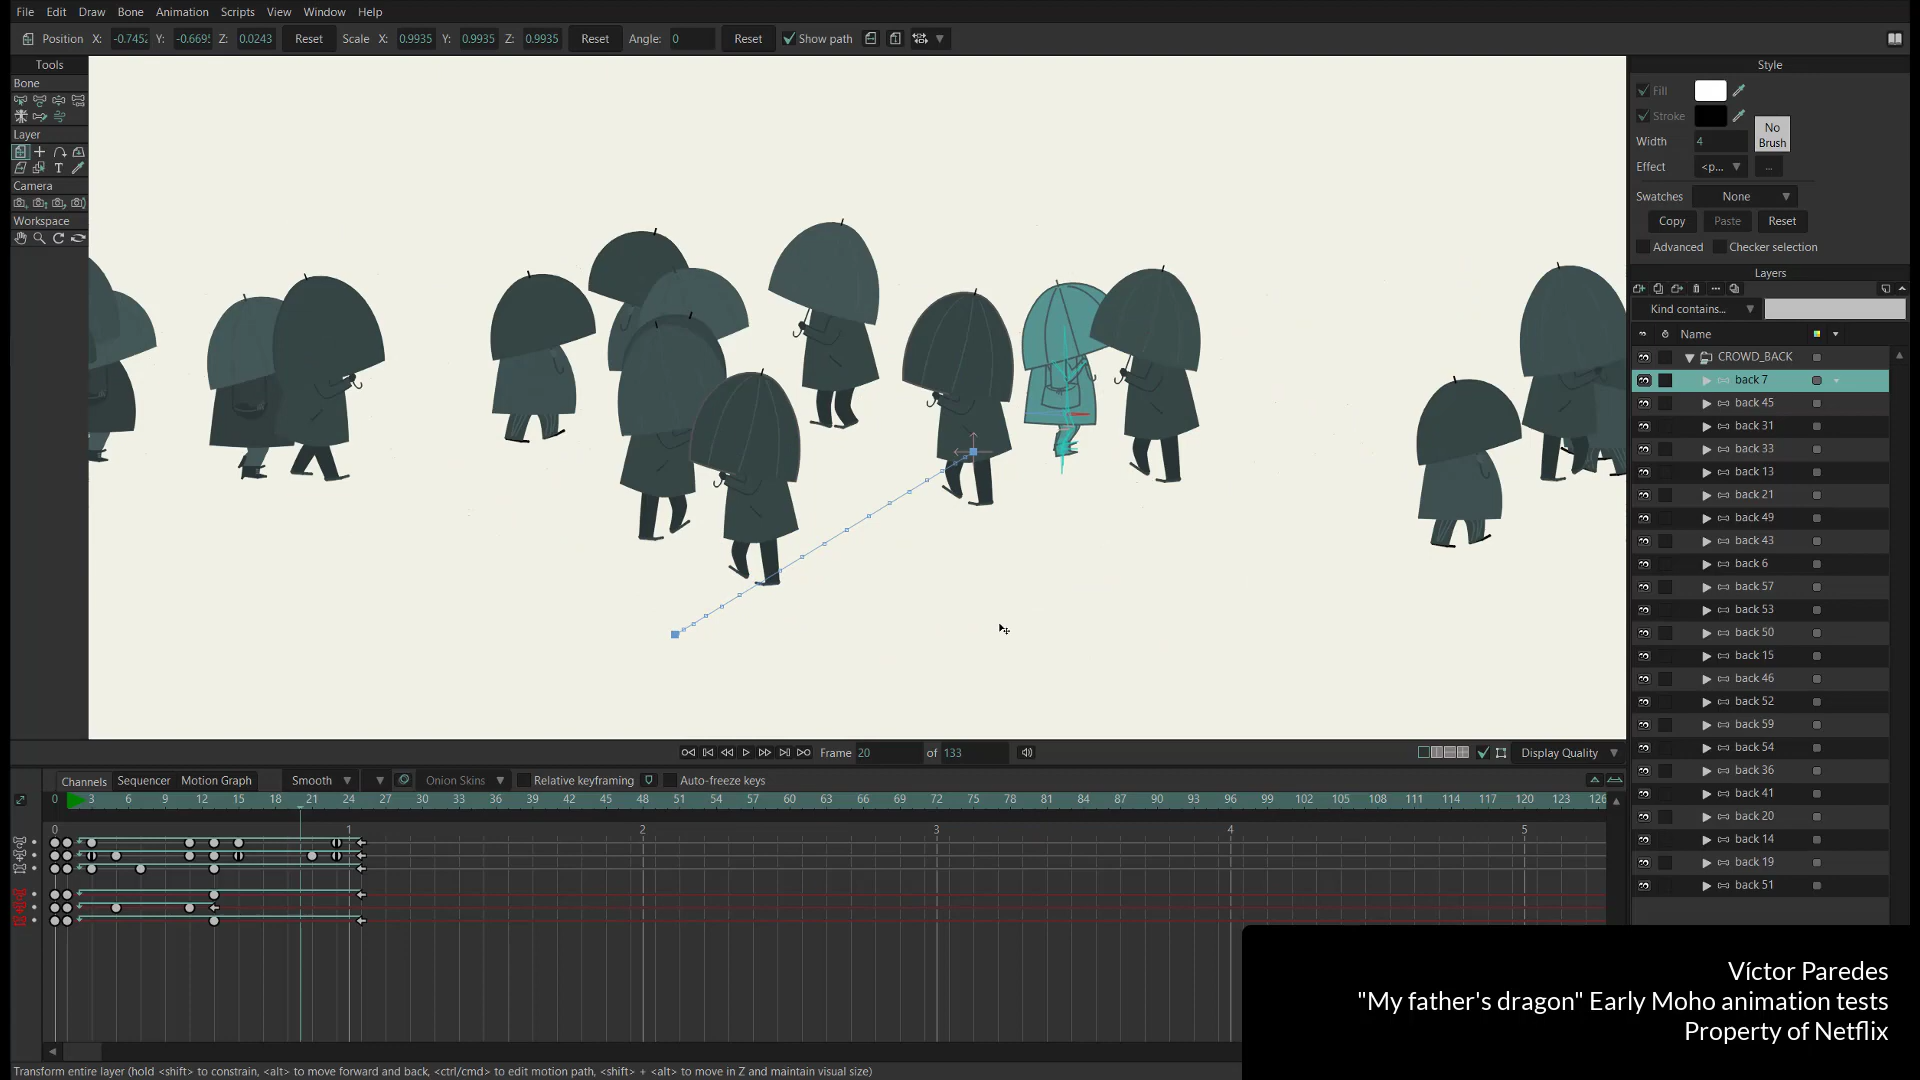 File Edit Draw Bone Animation Scripts View Window Help
Position X: -0.7452 Y: -0.6695 Z: 0.0243 Reset Scale X: 0.9935 Y: 0.9935 Z: 0.9935 Reset Angle: 0 Reset Show path
Tools
Bone
Layer
T
Camera
Workspace
Style
Fill
Stroke
No
Brush
Width 4
Effect <p... ...
Swatches None
Copy Paste Reset
Advanced Checker selection
Layers
Kind contains...
Name
CROWD_BACK
back 7
back 45
back 31
back 33
back 13
back 21
back 49
back 43
back 6
back 57
back 53
back 50
back 15
back 46
back 52
back 59
back 54
back 36
back 41
back 20
back 14
back 19
back 51
Frame 20 of 133 Display Quality
Channels Sequencer Motion Graph Smooth Onion Skins Relative keyframing Auto-freeze keys
0 3 6 9 12 15 18 21 24 27 30 33 36 39 42 45 48 51 54 57 60 63 66 69 72 75 78 81 84 87 90 93 96 99 102 105 108 111 114 117 120 123 126
0 1 2 3 4 5
Víctor Paredes
"My father's dragon" Early Moho animation tests
Property of Netflix
Transform entire layer (hold <shift> to constrain, <alt> to move forward and back, <ctrl/cmd> to edit motion path, <shift> + <alt> to move in Z and maintain visual size)